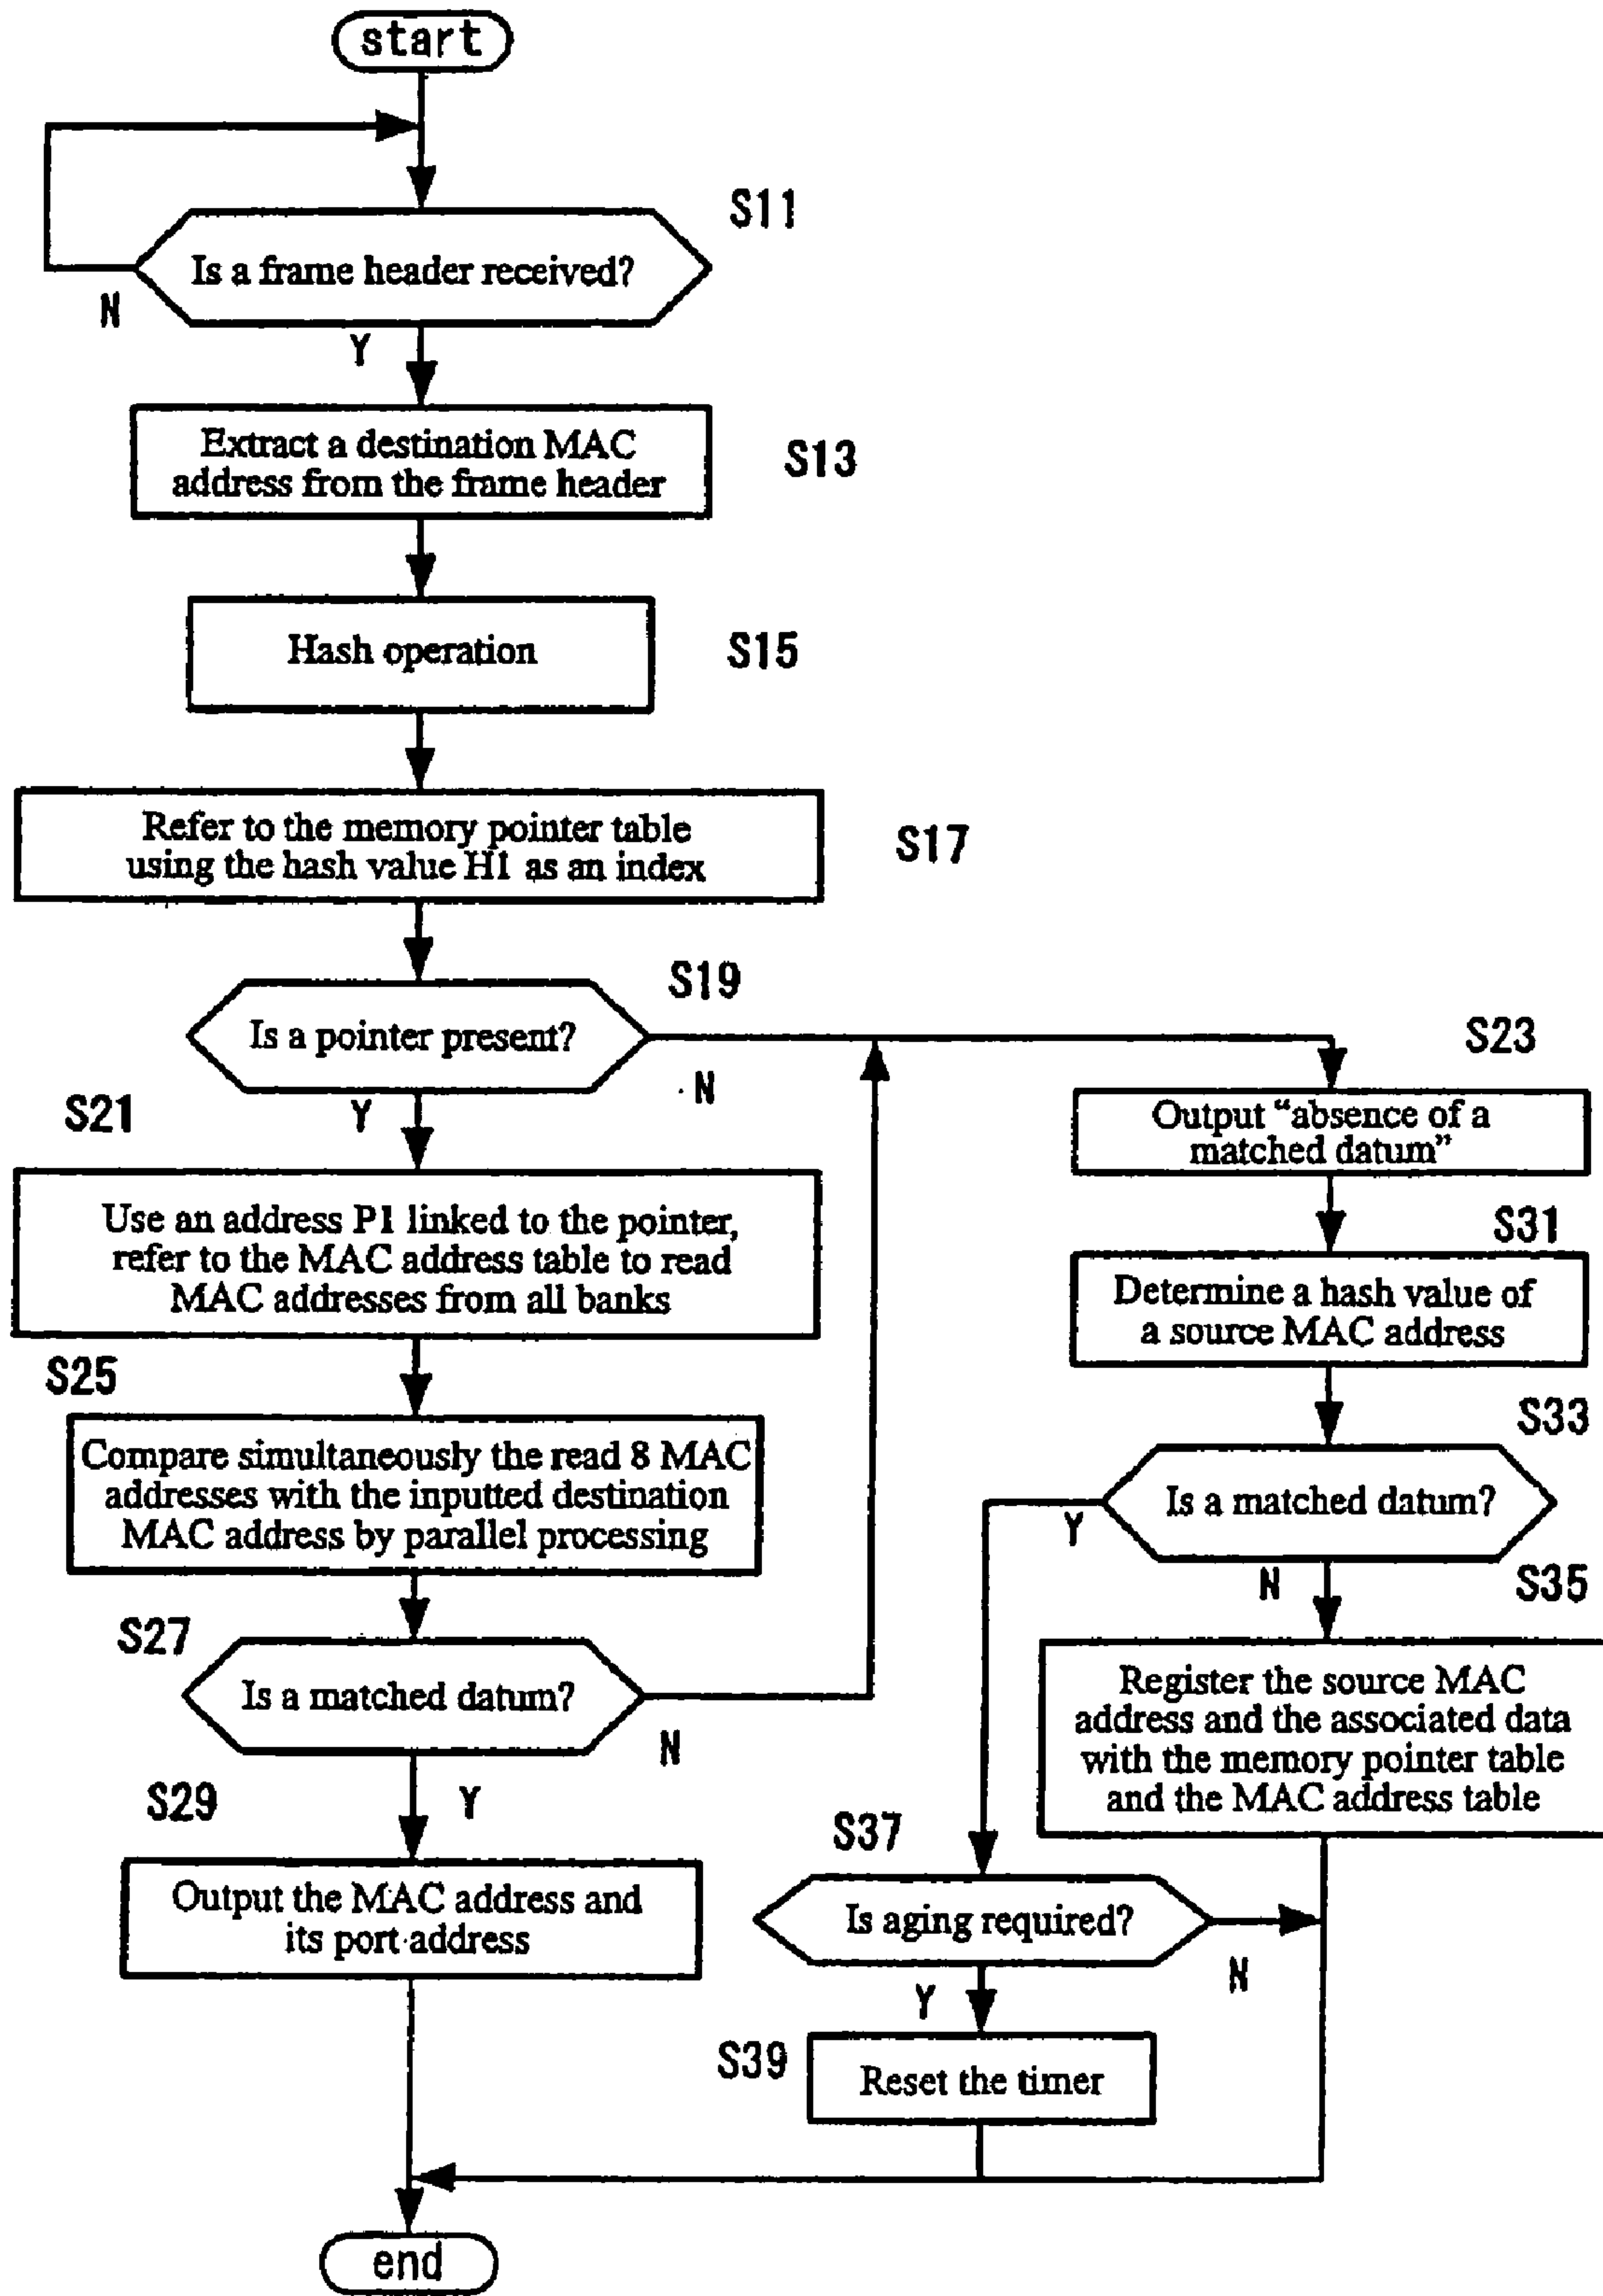 start
S11
Is a frame header received?
N
Y
Extract a destination MAC
address from the frame header
S13
Hash operation
S15
Refer to the memory pointer table
using the hash value H1 as an index
S17
S19
Is a pointer present?
N
Y
S21
Use an address P1 linked to the pointer,
refer to the MAC address table to read
MAC addresses from all banks
S23
Output “absence of a
matched datum”
S31
Determine a hash value of
a source MAC address
S25
Compare simultaneously the read 8 MAC
addresses with the inputted destination
MAC address by parallel processing
S33
Is a matched datum?
Y
N
S27
Is a matched datum?
N
Y
S35
Register the source MAC
address and the associated data
with the memory pointer table
and the MAC address table
S29
Output the MAC address and
its port address
S37
Is aging required?
N
Y
S39
Reset the timer
end